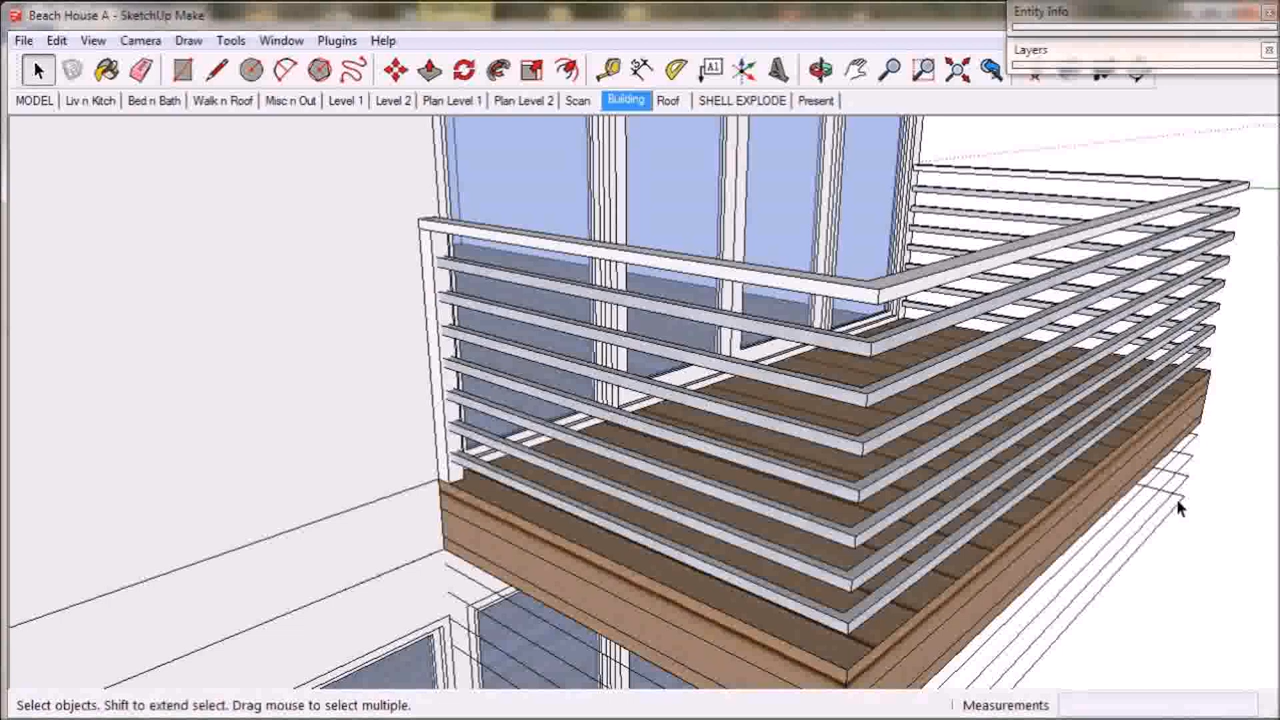 Beach House A - SketchUp Make
Entity Info
File Edit View Camera Draw Tools Window Plugins Help
Layers
A1
MODEL Liv n Kitch Bed n Bath Walk n Roof Misc n Out Level Level 2 Plan Level 1 Plan Level 2 Scan Building Roof SHELL EXPLODE Present
Select objects. Shift to extend select. Drag mouse to select multiple. Measurements